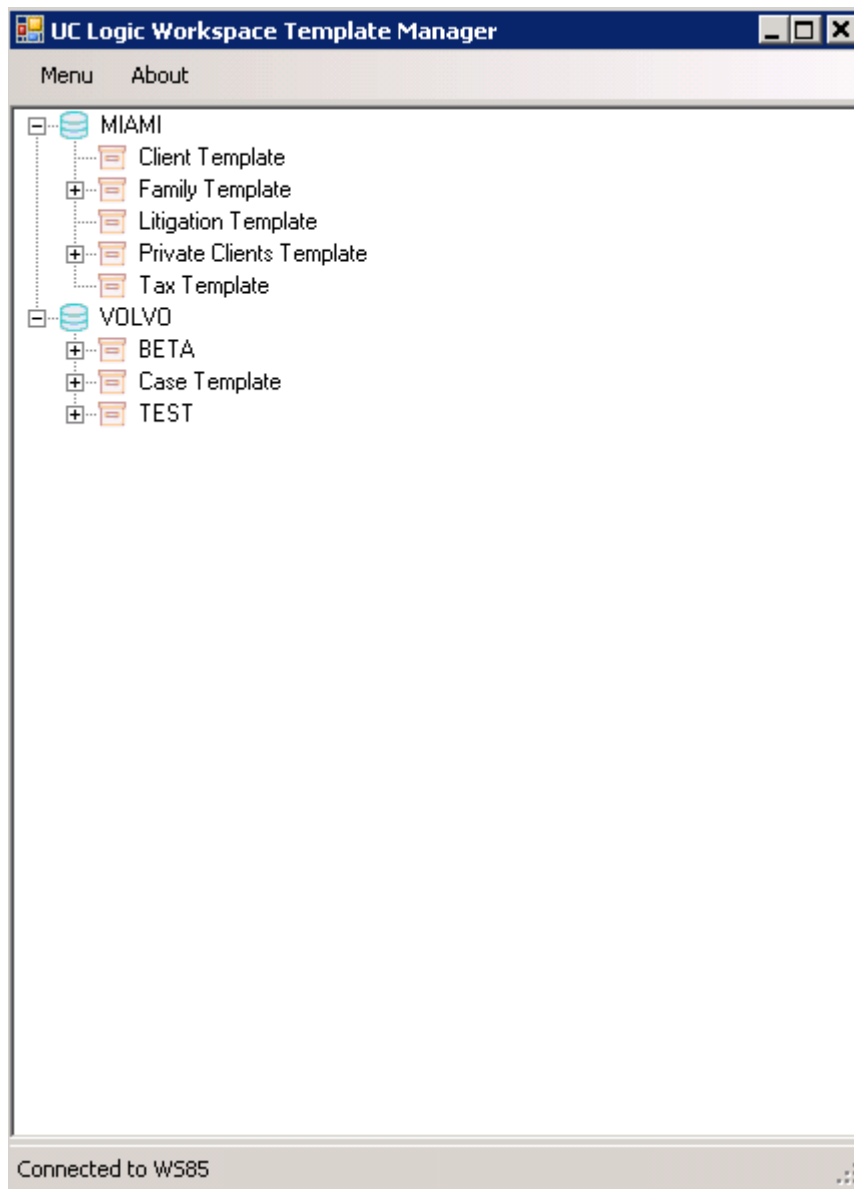 UC Logic Workspace Template Manager
Menu About
MIAMI
Client Template
Family Template
Litigation Template
Private Clients Template
Tax Template
VOLVO
BETA
Case Template
TEST
Connected to WS85